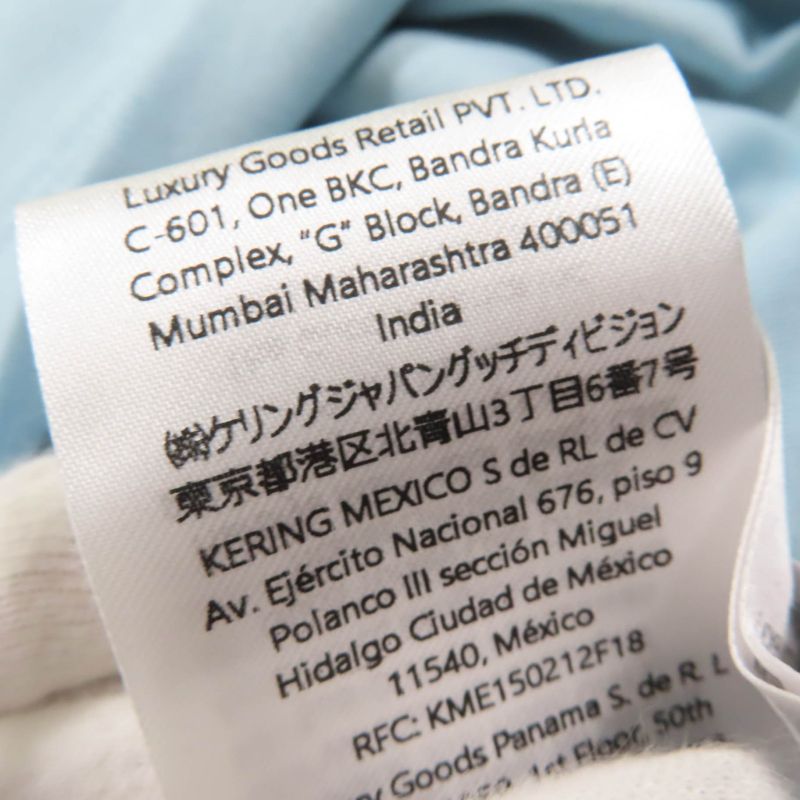 Luxury Goods Retail PVT. LTD.
C-601, One BKC, Bandra Kurla
Complex, "G" Block, Bandra (E)
Mumbai Maharashtra 400051
India
㈱ケリングジャパングッチディビジョン
東京都港区北青山3丁目6番7号
KERING MEXICO S de RL de CV
Av. Ejército Nacional 676, piso 9
Polanco III sección Miguel
Hidalgo Ciudad de México
11540, México
RFC: KME150212F18
Goods Panama S. de R. L
1st Floor, 50th